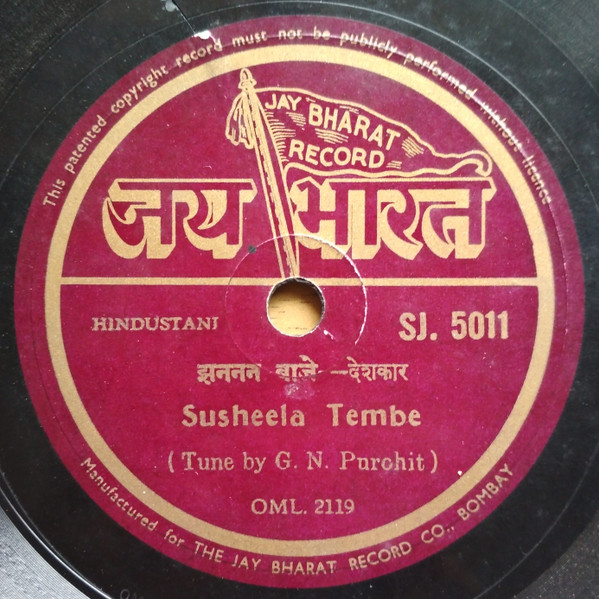 This patented copyright record must not be publicly performed without licence
JAY BHARAT
RECORD
जय भारत
HINDUSTANI
SJ. 5011
झननन बाजे -देशकार
Susheela Tembe
(Tune by G. N. Purohit)
OML. 2119
Manufactured for THE JAY BHARAT RECORD CO., BOMBAY